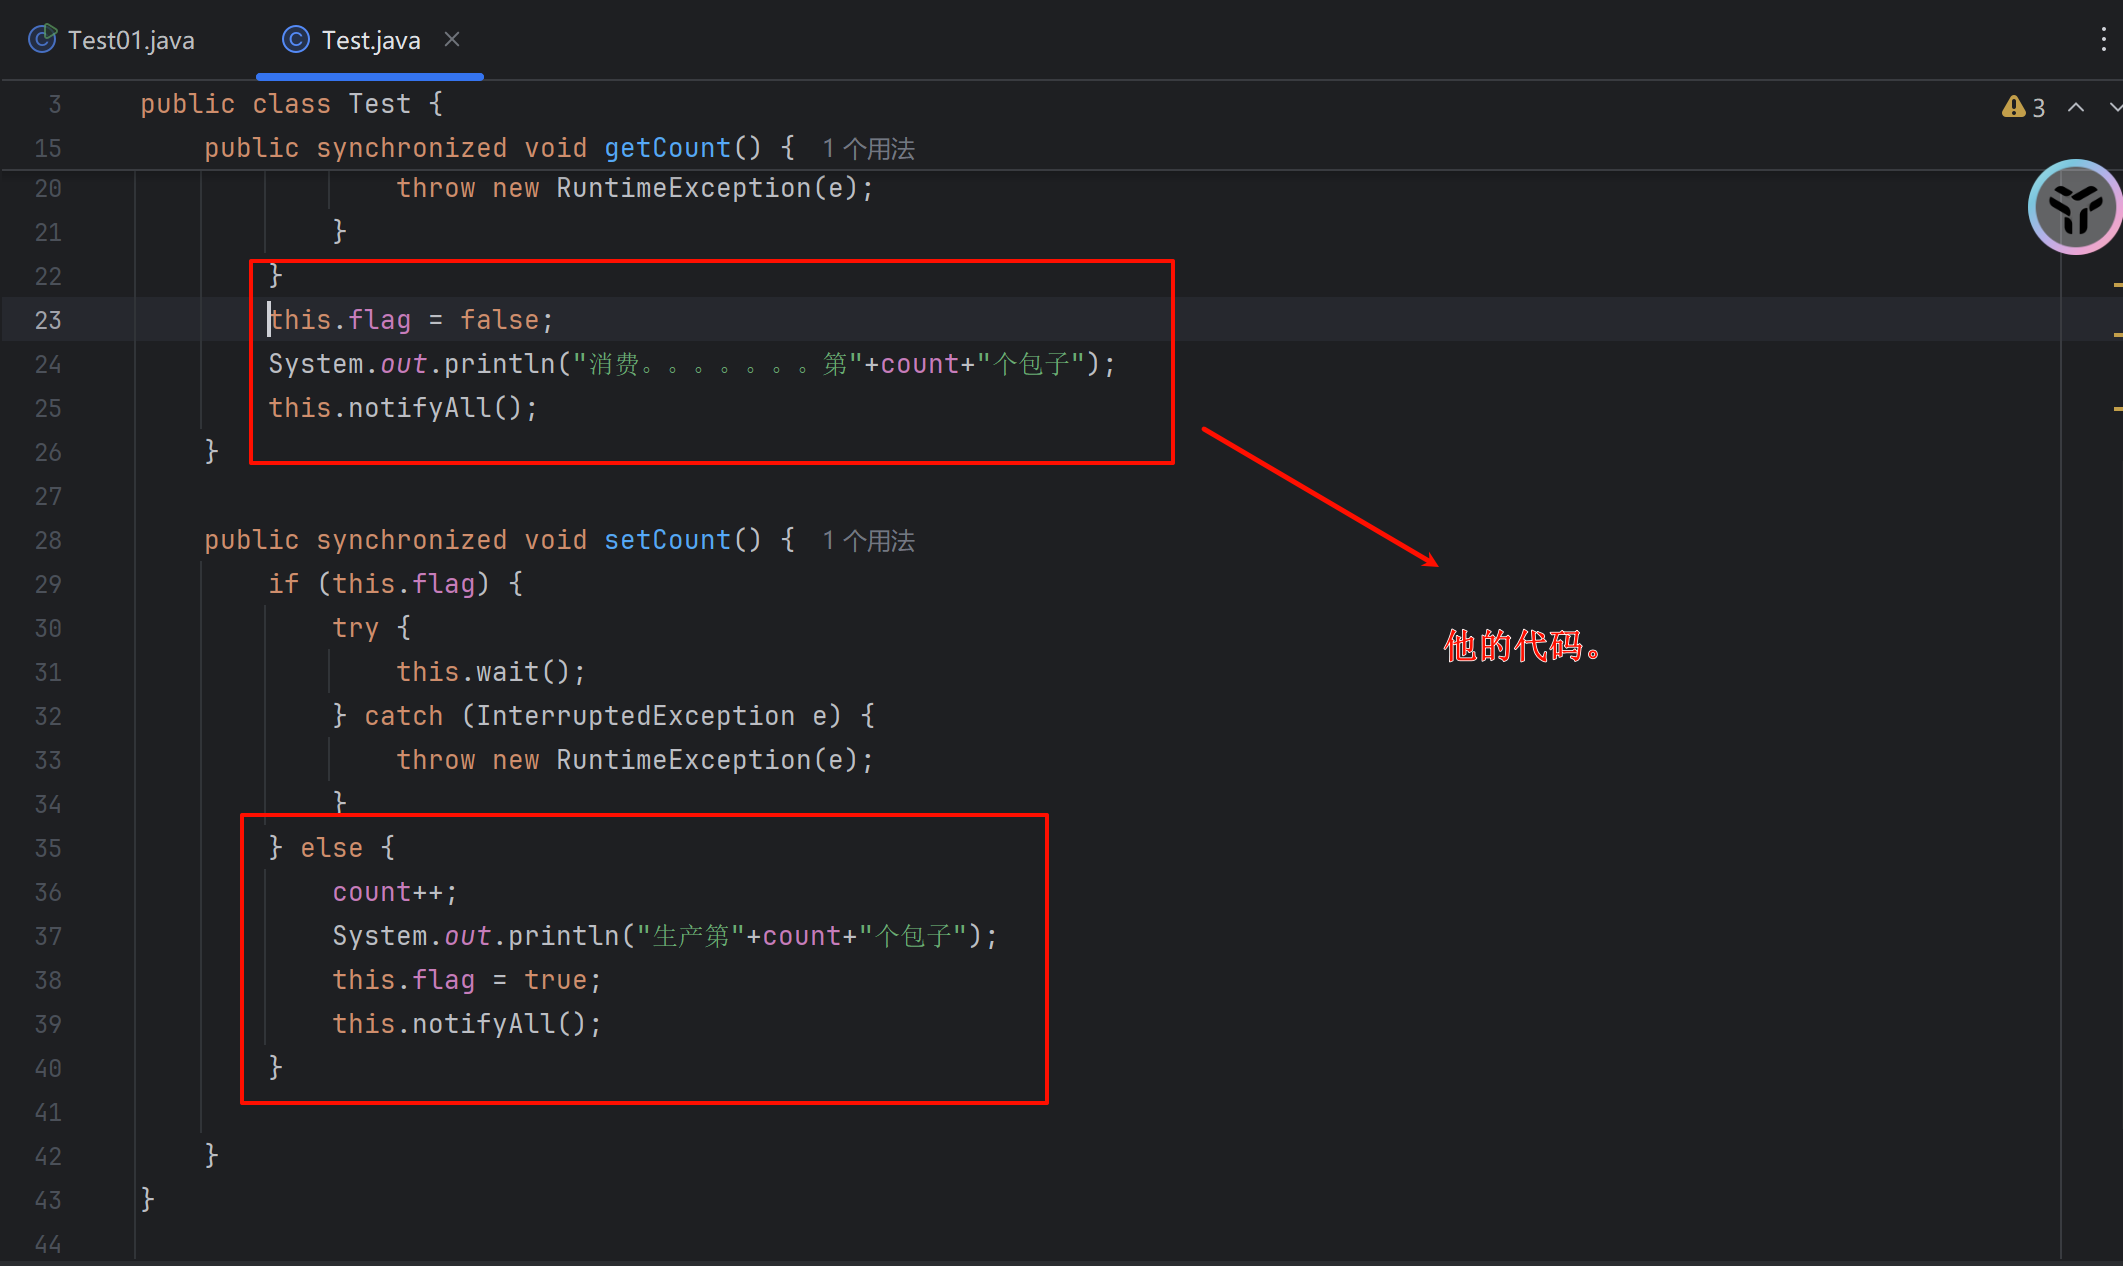 Test01.java
Test.java
3 public class Test {
3
15 public synchronized void getCount() { 1 个用法
20 throw new RuntimeException(e);
21 }
22 }
23 this.flag = false;
24 System.out.println("消费。。。。。。。第"+count+"个包子");
25 this.notifyAll();
26 }
27
28 public synchronized void setCount() { 1 个用法
29 if (this.flag) {
30 try {
31 this.wait();
32 } catch (InterruptedException e) {
33 throw new RuntimeException(e);
34 }
35 } else {
36 count++;
37 System.out.println("生产第"+count+"个包子");
38 this.flag = true;
39 this.notifyAll();
40 }
41
42 }
43 }
44
他的代码。